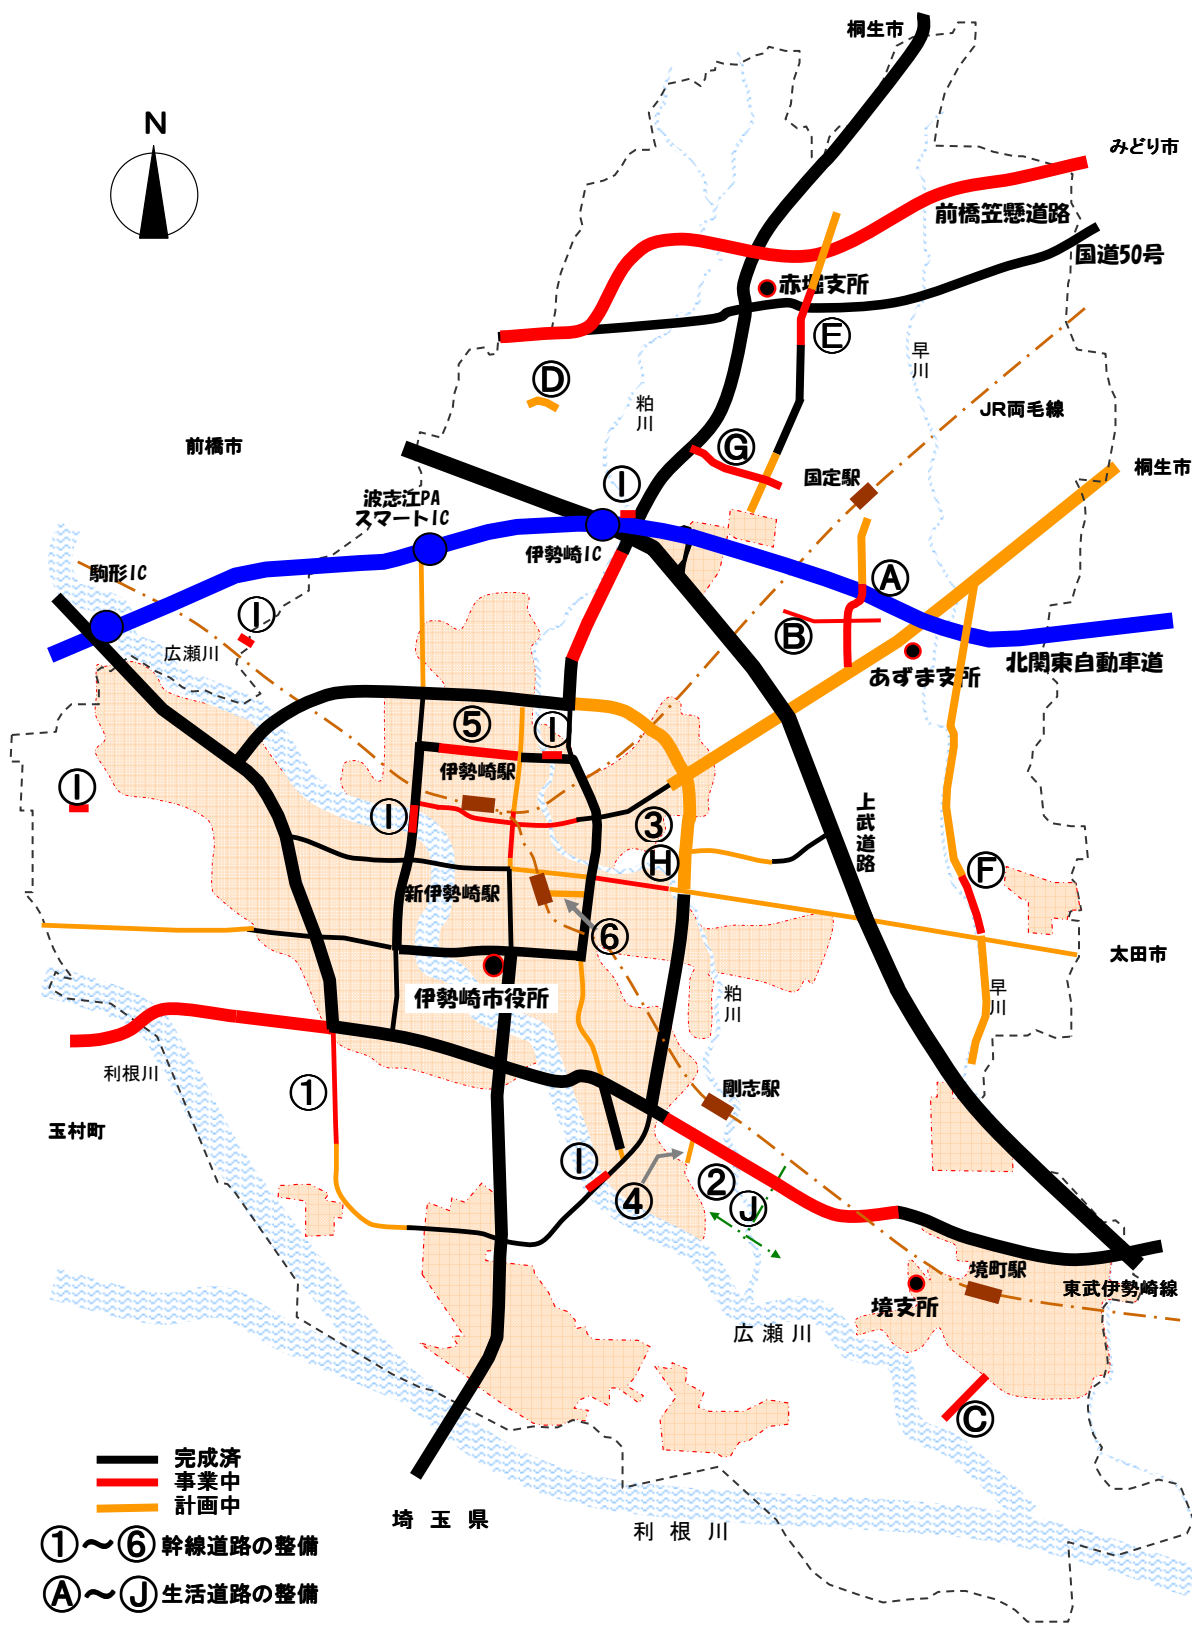 桐生市
N
みどり市
前橋笠懸道路
国道50号
赤堀支所
Ⓔ
早川
Ⓓ
粕川
JR両毛線
前橋市
Ⓖ
桐生市
国定駅
Ⓘ
波志江PA
スマートIC
伊勢崎IC
駒形IC
Ⓐ
Ⓘ
Ⓑ
広瀬川
北関東自動車道
あずま支所
⑤
Ⓘ
伊勢崎駅
Ⓘ
Ⓘ
③
上武道路
Ⓗ
Ⓕ
新伊勢崎駅
⑥
太田市
伊勢崎市役所
粕川
早川
利根川
①
剛志駅
玉村町
Ⓘ
②
④
Ⓙ
境町駅
東武伊勢崎線
境支所
広瀬川
Ⓒ
完成済
事業中
計画中
埼玉県
利根川
①～⑥幹線道路の整備
Ⓐ～Ⓙ生活道路の整備